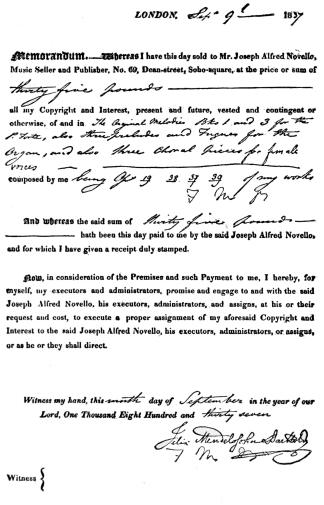 LONDON, Sept 9th 1837
Memorandum.—Whereas I have this day sold to Mr. Joseph Alfred Novello,
Music Seller and Publisher, No. 69, Dean-street, Soho-square, at the price or sum of
thirty five pounds
all my Copyright and Interest, present and future, vested and contingent or
otherwise, of and in The Original Melodies Bks 1 and 3 for the
P. Forte, also three Preludes and Fugues for the
Organ, and also three Choral pieces for female
voices
composed by me being Op. 19 38 37 39 of my works
F M
And whereas the said sum of thirty five pounds
hath been this day paid to me by the said Joseph Alfred Novello,
and for which I have given a receipt duly stamped.
Now, in consideration of the Premises and such Payment to me, I hereby, for
myself, my executors and administrators, promise and engage to and with the said
Joseph Alfred Novello, his executors, administrators, and assigns, at his or their
request and cost, to execute a proper assignment of my aforesaid Copyright and
Interest to the said Joseph Alfred Novello, his executors, administrators, or assigns,
or as he or they shall direct.
Witness my hand, this ninth day of September in the year of our
Lord, One Thousand Eight Hundred and thirty seven
Felix Mendelssohn Bartholdy
F M
Witness